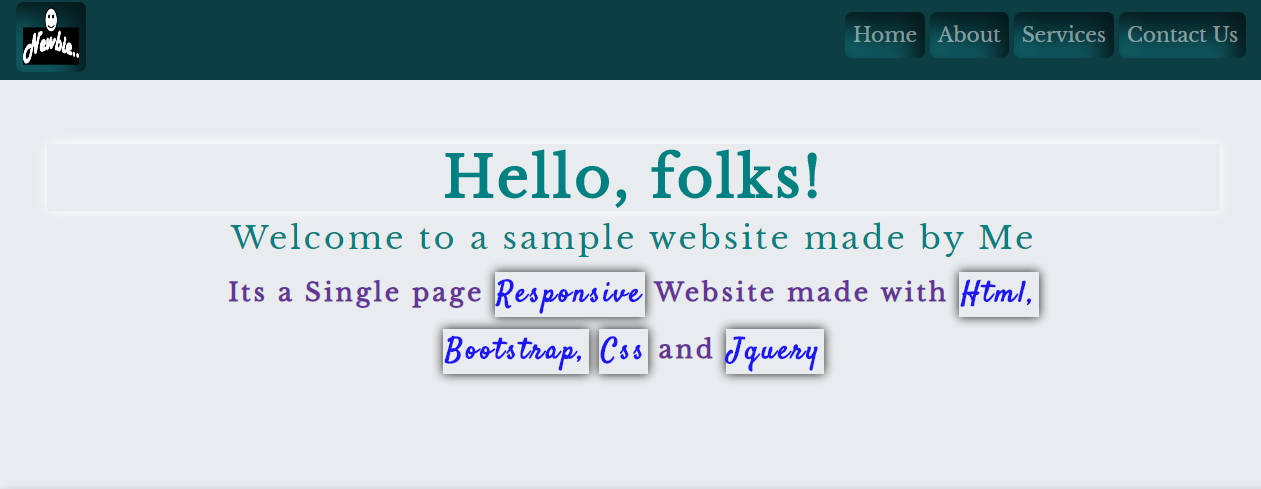 Newbie..
Home About Services Contact Us
Hello, folks!
Welcome to a sample website made by Me
Its a Single page Responsive Website made with Html,
Bootstrap, Css and Jquery